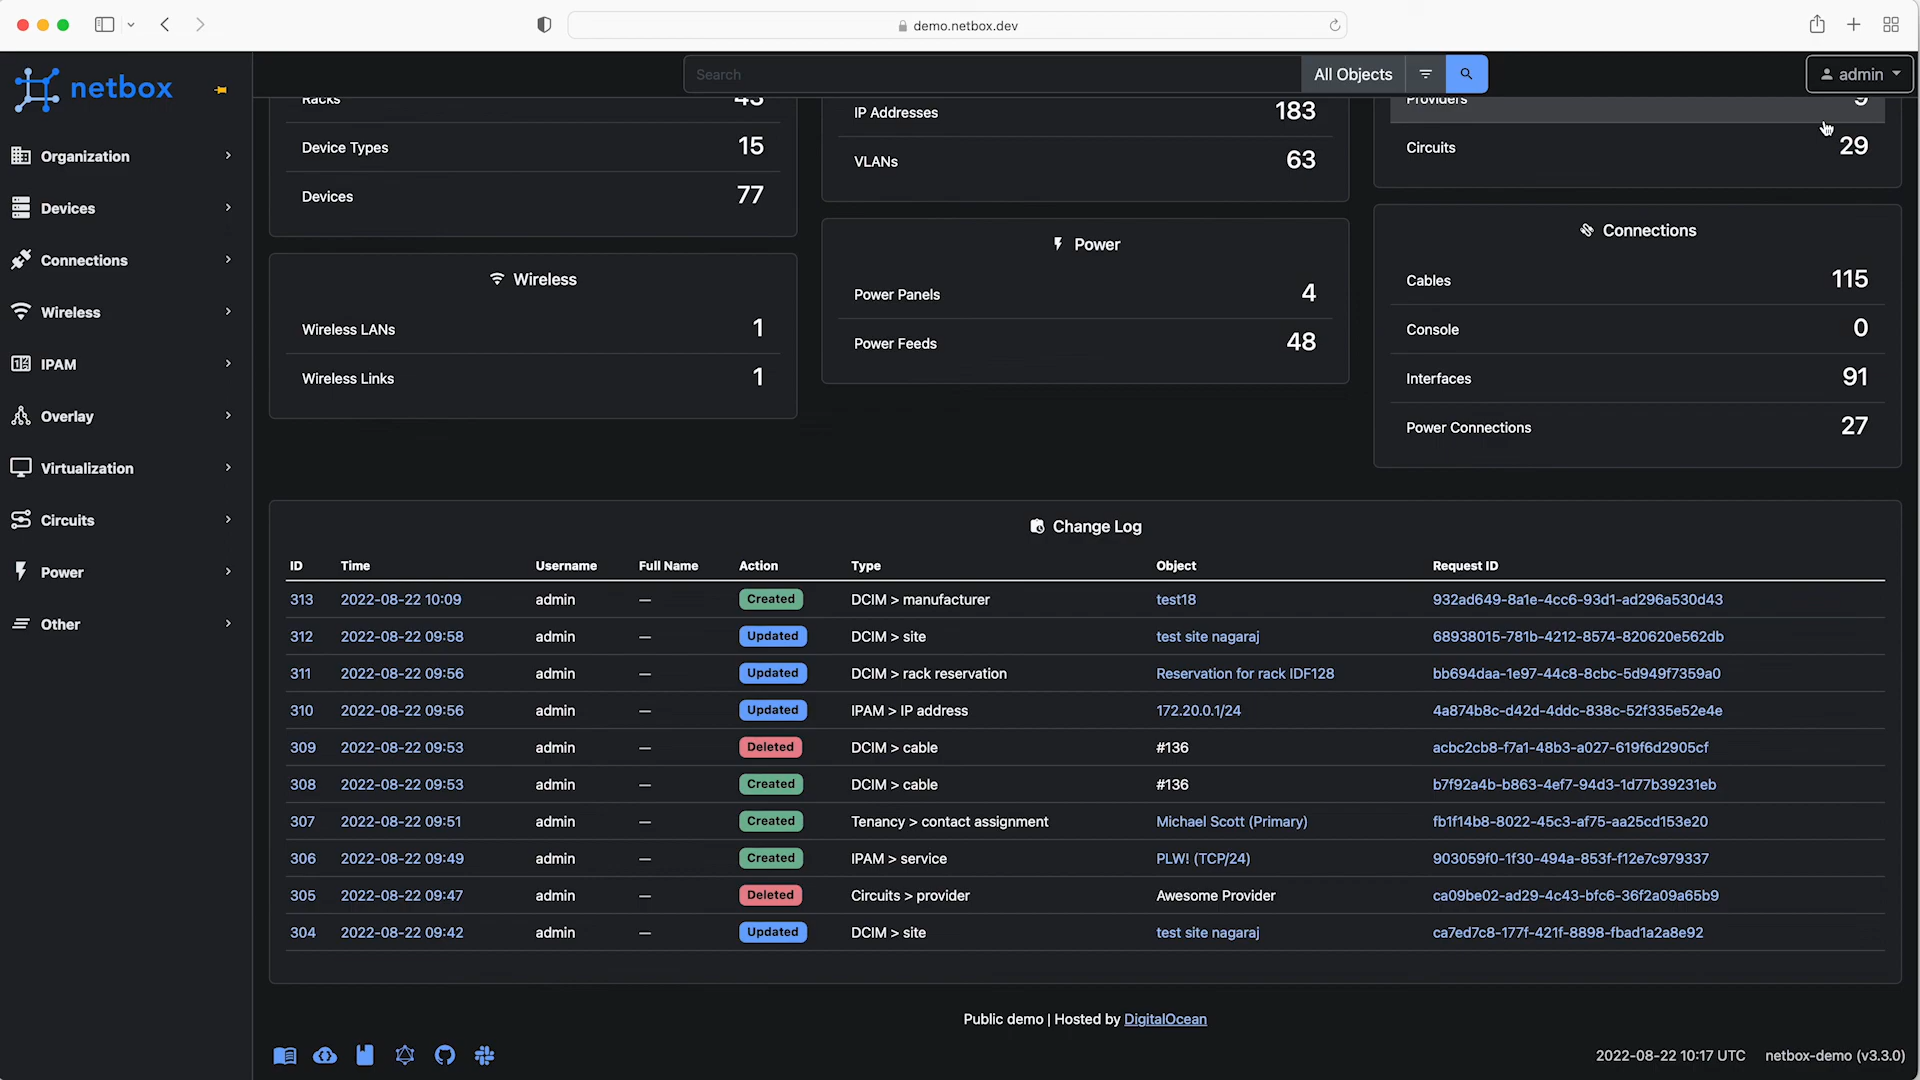 demo.netbox.dev
netbox
Search
All Objects
admin
Organization
Devices
Connections
Wireless
IPAM
Overlay
Virtualization
Circuits
Power
Other
Racks 43
Device Types 15
Devices 77
IP Addresses 183
VLANs 63
Providers 9
Circuits 29
Wireless
Wireless LANs 1
Wireless Links 1
Power
Power Panels 4
Power Feeds 48
Connections
Cables 115
Console 0
Interfaces 91
Power Connections 27
Change Log
ID Time Username Full Name Action Type Object Request ID
313 2022-08-22 10:09 admin — Created DCIM > manufacturer test18 932ad649-8a1e-4cc6-93d1-ad296a530d43
312 2022-08-22 09:58 admin — Updated DCIM > site test site nagaraj 68938015-781b-4212-8574-820620e562db
311 2022-08-22 09:56 admin — Updated DCIM > rack reservation Reservation for rack IDF128 bb694daa-1e97-44c8-8cbc-5d949f7359a0
310 2022-08-22 09:56 admin — Updated IPAM > IP address 172.20.0.1/24 4a874b8c-d42d-4ddc-838c-52f335e52e4e
309 2022-08-22 09:53 admin — Deleted DCIM > cable #136 acbc2cb8-f7a1-48b3-a027-619f6d2905cf
308 2022-08-22 09:53 admin — Created DCIM > cable #136 b7f92a4b-b863-4ef7-94d3-1d77b39231eb
307 2022-08-22 09:51 admin — Created Tenancy > contact assignment Michael Scott (Primary) fb1f14b8-8022-45c3-af75-aa25cd153e20
306 2022-08-22 09:49 admin — Created IPAM > service PLW! (TCP/24) 903059f0-1f30-494a-853f-f12e7c979337
305 2022-08-22 09:47 admin — Deleted Circuits > provider Awesome Provider ca09be02-ad29-4c43-bfc6-36f2a09a65b9
304 2022-08-22 09:42 admin — Updated DCIM > site test site nagaraj ca7ed7c8-177f-421f-8898-fbad1a2a8e92
Public demo | Hosted by DigitalOcean
2022-08-22 10:17 UTC netbox-demo (v3.3.0)